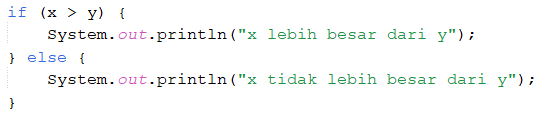 if (x > y) {
    System.out.println("x lebih besar dari y");
} else {
    System.out.println("x tidak lebih besar dari y");
}